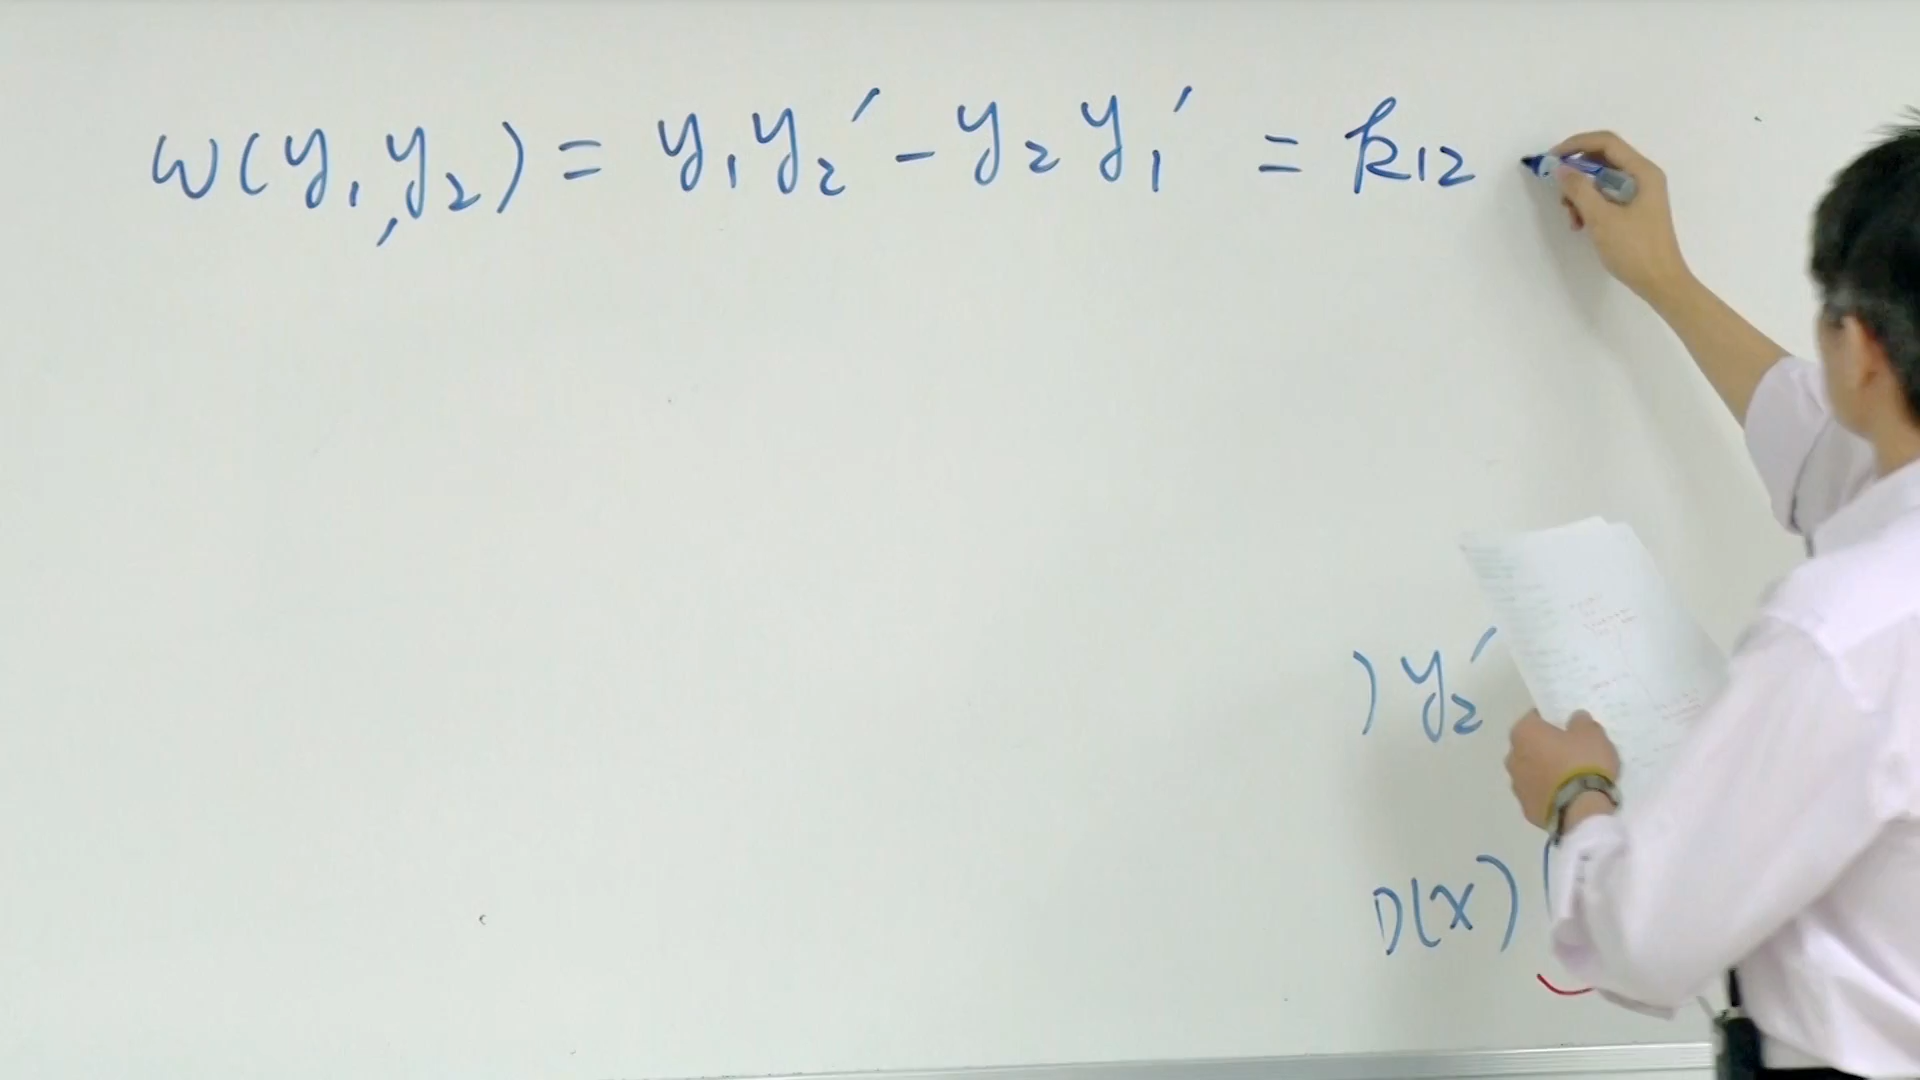 W(y₁,y₂) = y₁y₂' - y₂y₁' = k₁₂
) y₂'
p(x) (